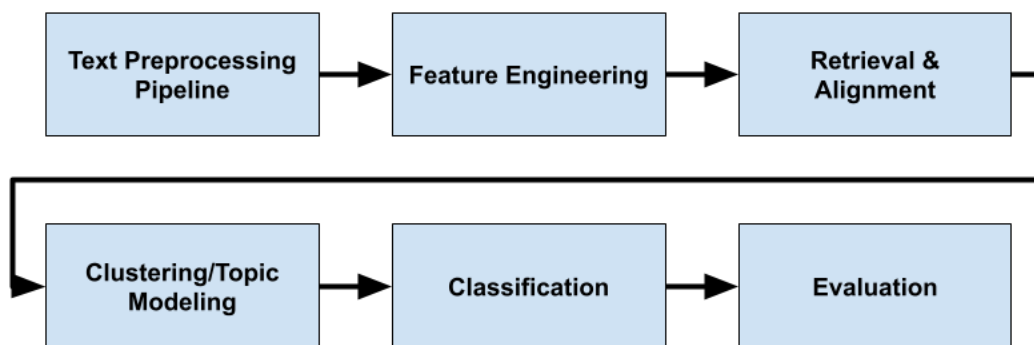 Text Preprocessing
Pipeline
Feature Engineering
Retrieval &
Alignment
Clustering/Topic
Modeling
Classification
Evaluation